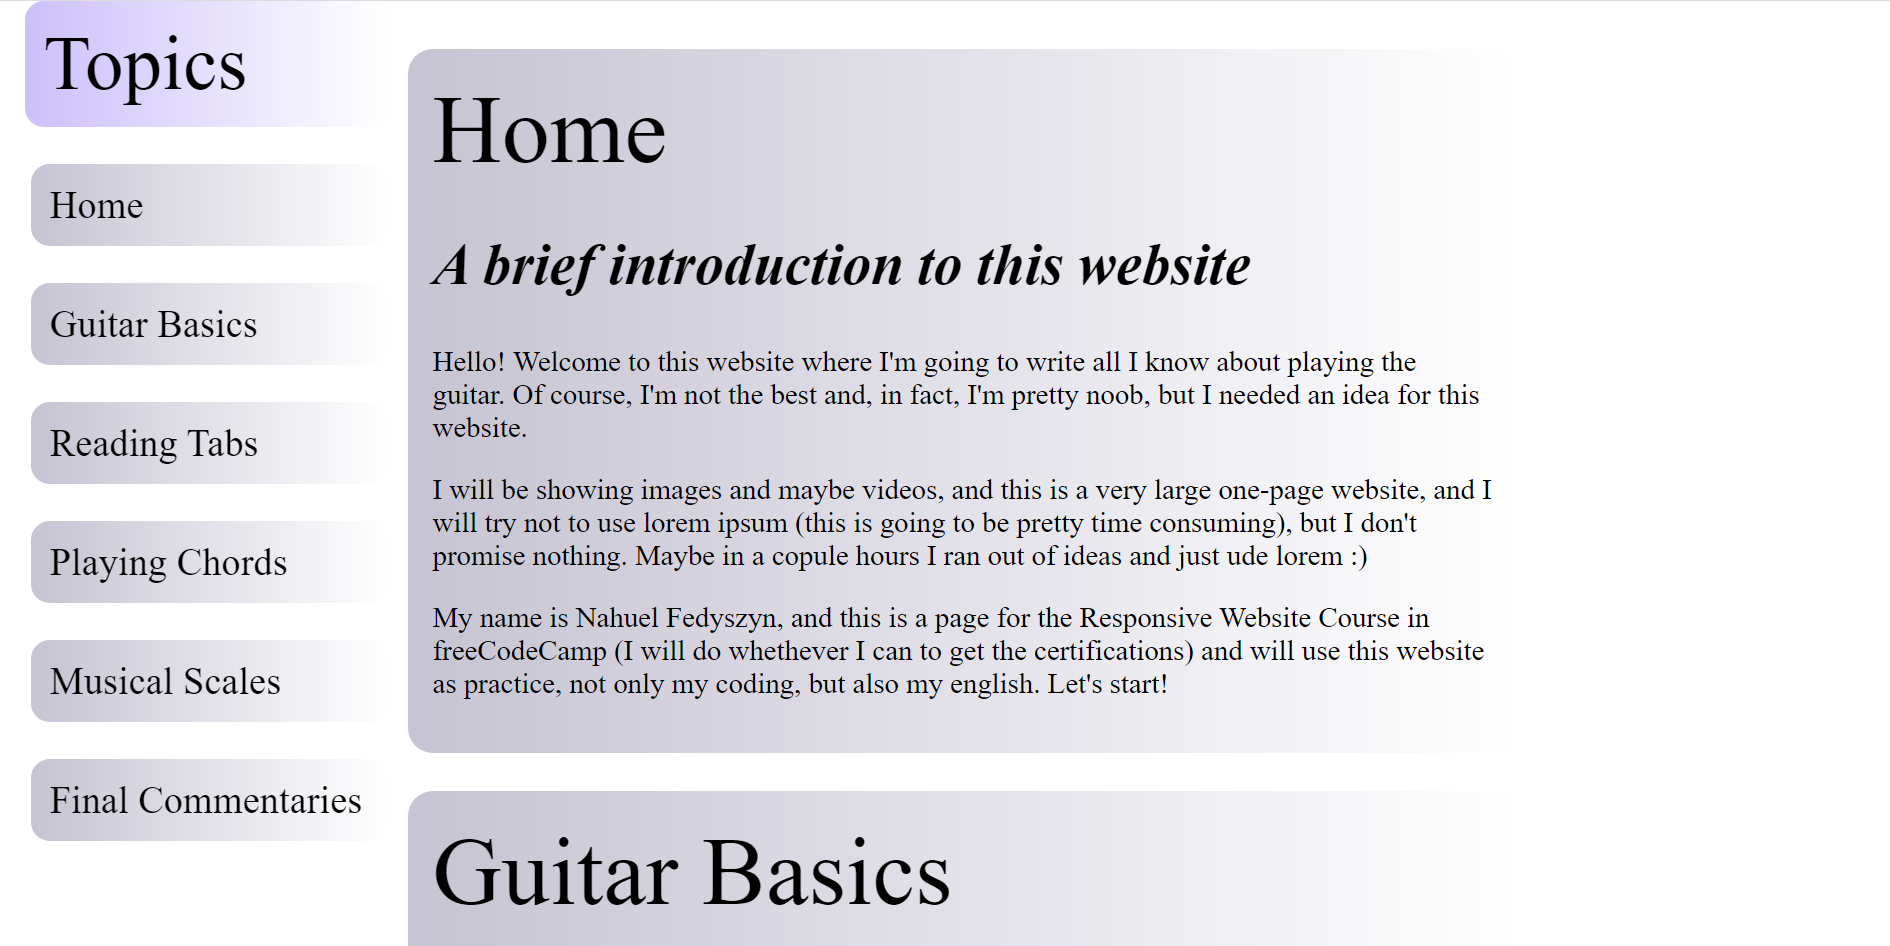 Topics
Home
Guitar Basics
Reading Tabs
Playing Chords
Musical Scales
Final Commentaries
Home
A brief introduction to this website
Hello! Welcome to this website where I'm going to write all I know about playing the
guitar. Of course, I'm not the best and, in fact, I'm pretty noob, but I needed an idea for this
website.
I will be showing images and maybe videos, and this is a very large one-page website, and I
will try not to use lorem ipsum (this is going to be pretty time consuming), but I don't
promise nothing. Maybe in a copule hours I ran out of ideas and just ude lorem :)
My name is Nahuel Fedyszyn, and this is a page for the Responsive Website Course in
freeCodeCamp (I will do whethever I can to get the certifications) and will use this website
as practice, not only my coding, but also my english. Let's start!
Guitar Basics